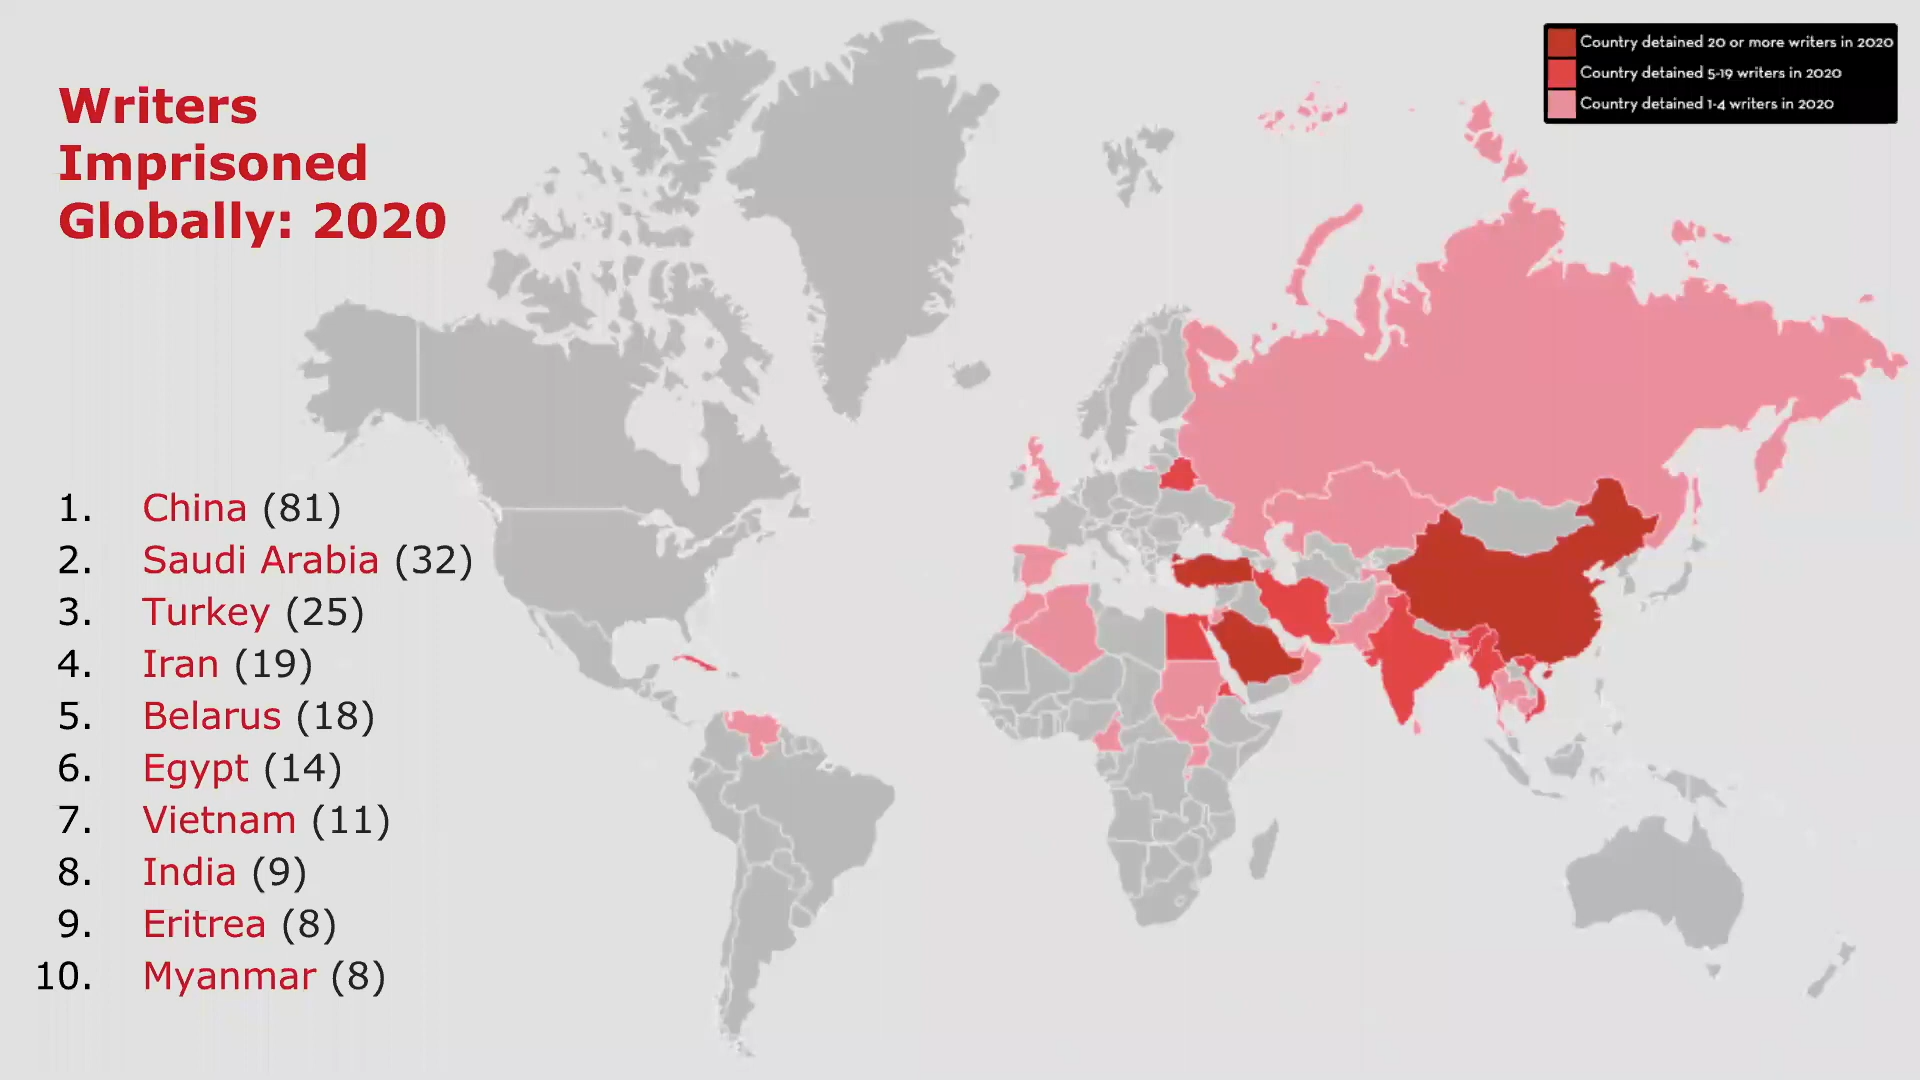 Writers
Imprisoned
Globally: 2020
Country detained 20 or more writers in 2020
Country detained 5-19 writers in 2020
Country detained 1-4 writers in 2020
1. China (81)
2. Saudi Arabia (32)
3. Turkey (25)
4. Iran (19)
5. Belarus (18)
6. Egypt (14)
7. Vietnam (11)
8. India (9)
9. Eritrea (8)
10. Myanmar (8)